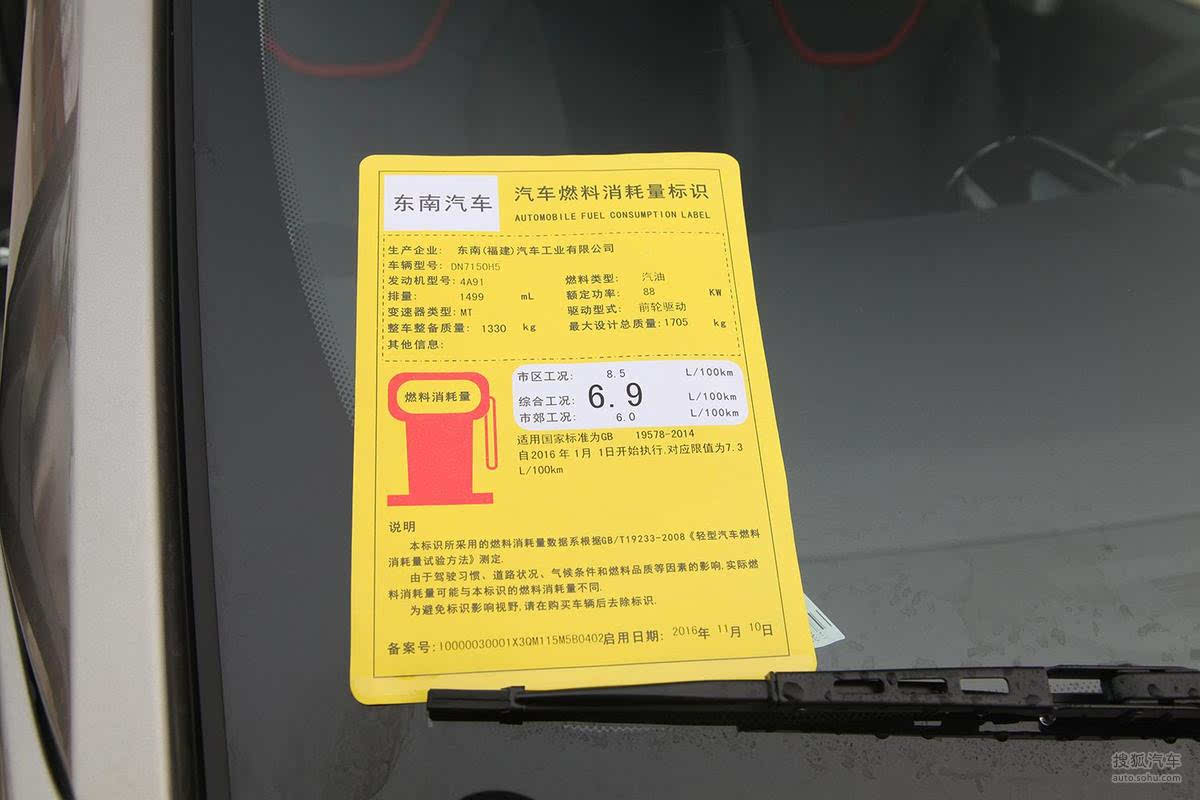 东南汽车
汽车燃料消耗量标识
AUTOMOBILE FUEL CONSUMPTION LABEL
生产企业: 东南(福建)汽车工业有限公司
车辆型号: DN7150H5
发动机型号: 4A91 燃料类型: 汽油
排量: 1499 mL 额定功率: 88 KW
变速器类型: MT 驱动型式: 前轮驱动
整车整备质量: 1330 kg 最大设计总质量: 1705 kg
其他信息:
燃料消耗量
市区工况: 8.5 L/100km
综合工况: 6.9 L/100km
市郊工况: 6.0 L/100km
适用国家标准为GB 19578-2014
自2016 年 1月 1日开始执行.对应限值为7.3
L/100km
说明
本标识所采用的燃料消耗量数据系根据GB/T19233-2008《轻型汽车燃料
消耗量试验方法》测定.
由于驾驶习惯、道路状况、气候条件和燃料品质等因素的影响,实际燃
料消耗量可能与本标识的燃料消耗量不同.
为避免标识影响视野,请在购买车辆后去除标识.
备案号: 10000030001X3QM115M5B0402 启用日期: 2016年 11月 10日
搜狐汽车
auto.sohu.com